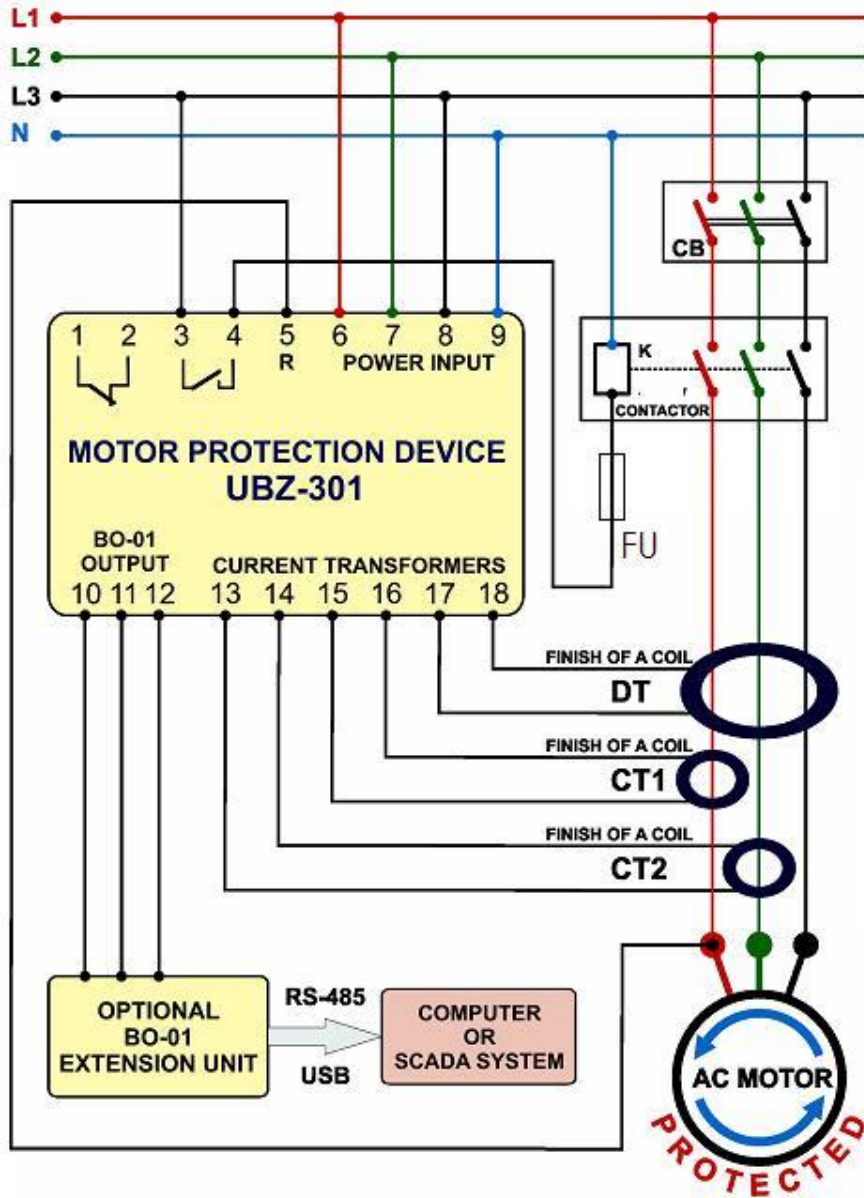 L1
L2
L3
N
CB
1 2 3 4 5 6 7 8 9
R POWER INPUT
K
CONTACTOR
MOTOR PROTECTION DEVICE
UBZ-301
FU
BO-01
OUTPUT
CURRENT TRANSFORMERS
10 11 12 13 14 15 16 17 18
FINISH OF A COIL
DT
FINISH OF A COIL
CT1
FINISH OF A COIL
CT2
OPTIONAL
BO-01
EXTENSION UNIT
RS-485
USB
COMPUTER
OR
SCADA SYSTEM
AC MOTOR
PROTECTED